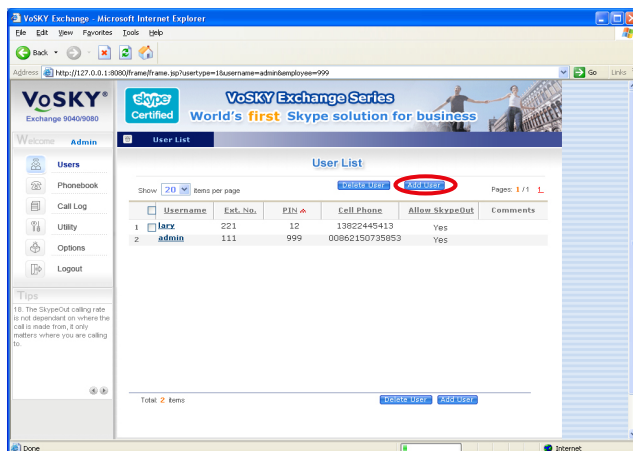 VoSKY Exchange - Microsoft Internet Explorer
File Edit View Favorites Tools Help
Back
Address http://127.0.0.1:8080/frame/frame.jsp?usertype=1&username=admin&employee=999 Go Links
VoSKY®
Exchange 9040/9080
skype
Certified
VoSKY Exchange Series
World's first Skype solution for business
Welcome Admin
User List
Users
Phonebook
Call Log
Utility
Options
Logout
User List
Show 20 items per page Delete User Add User Pages: 1 /1 1
Username Ext. No. PIN Cell Phone Allow SkypeOut Comments
1 lary 221 12 13822445413 Yes
2 admin 111 999 00862150735853 Yes
Tips
16. The SkypeOut calling rate
is not dependant on where the
call is made from, it only
matters where you are calling
to.
Total: 2 items Delete User Add User
Done Internet